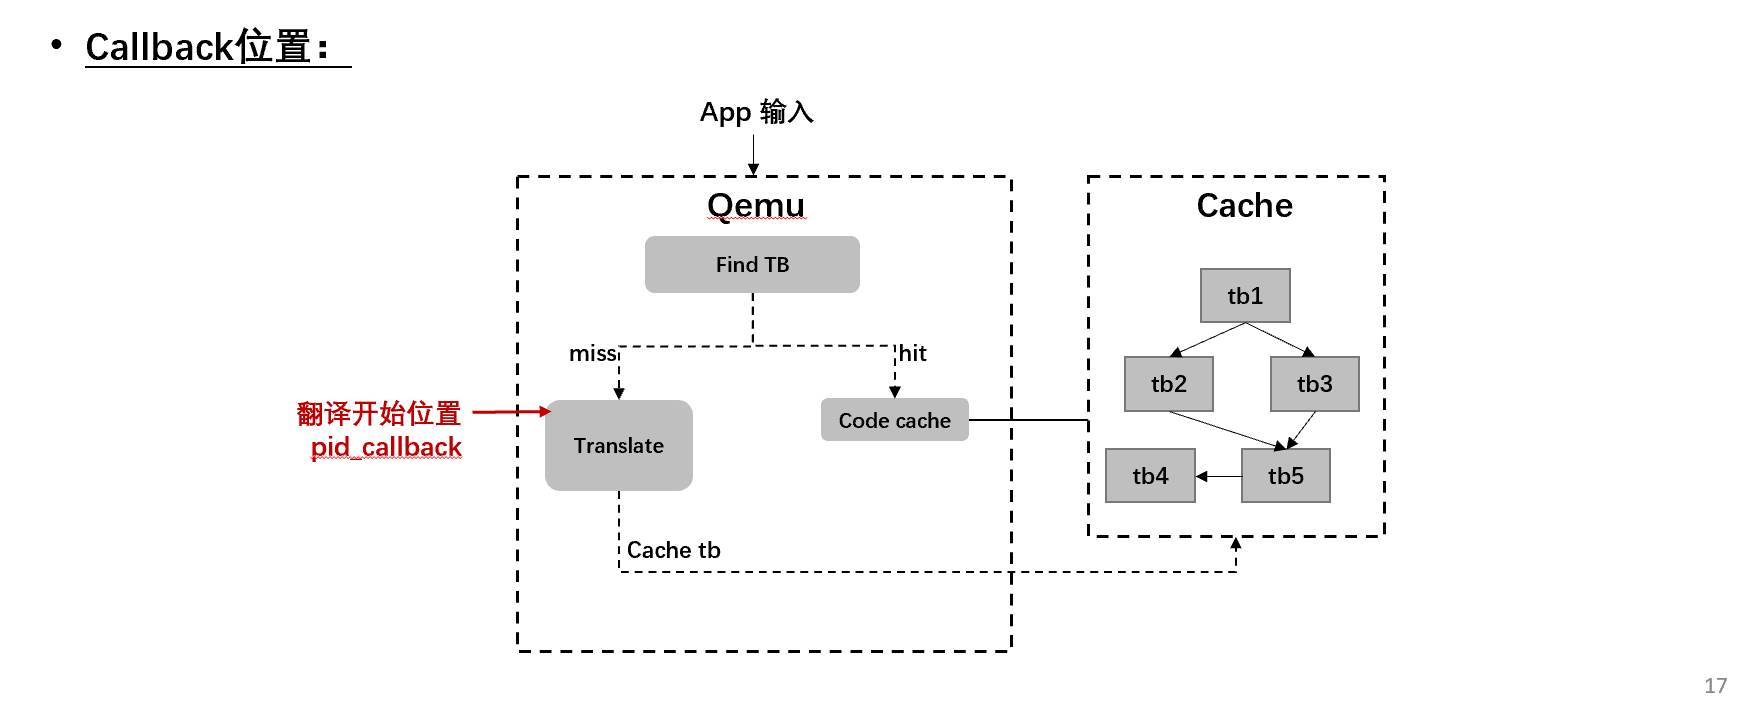 • Callback位置：
App 输入
Qemu
Cache
Find TB
tb1
miss
hit
tb2
tb3
翻译开始位置
pid_callback
Translate
Code cache
tb4
tb5
Cache tb
17